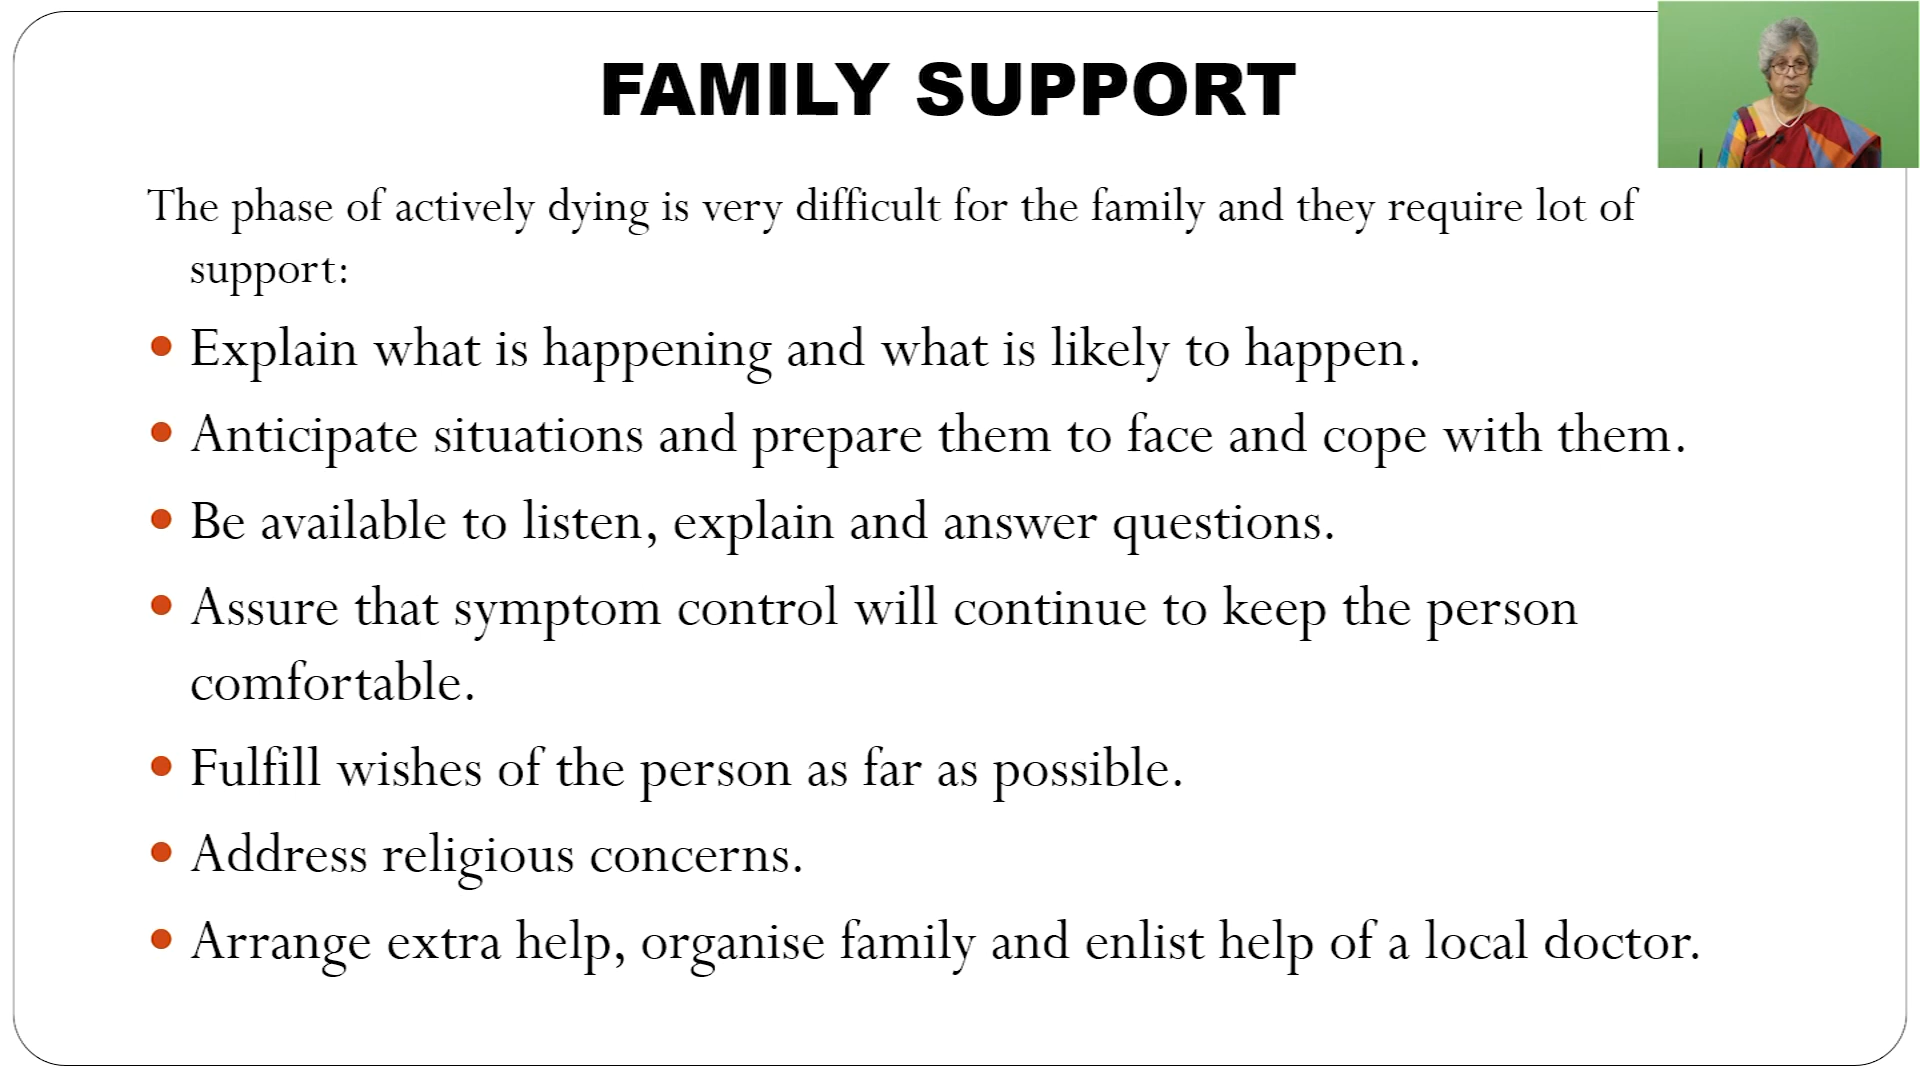 FAMILY SUPPORT
The phase of actively dying is very difficult for the family and they require lot of
support:
• Explain what is happening and what is likely to happen.
• Anticipate situations and prepare them to face and cope with them.
• Be available to listen, explain and answer questions.
• Assure that symptom control will continue to keep the person
comfortable.
• Fulfill wishes of the person as far as possible.
• Address religious concerns.
• Arrange extra help, organise family and enlist help of a local doctor.